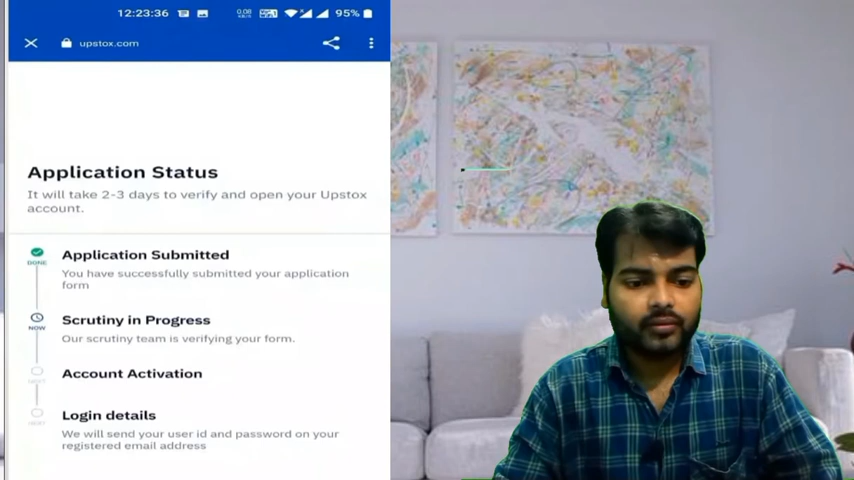 12:23:36 95%
upstox.com
Application Status
It will take 2-3 days to verify and open your Upstox
account.
Application Submitted
DONE
You have successfully submitted your application
form
Scrutiny in Progress
NOW
Our scrutiny team is verifying your form.
Account Activation
NEXT
Login details
NEXT
We will send your user id and password on your
registered email address